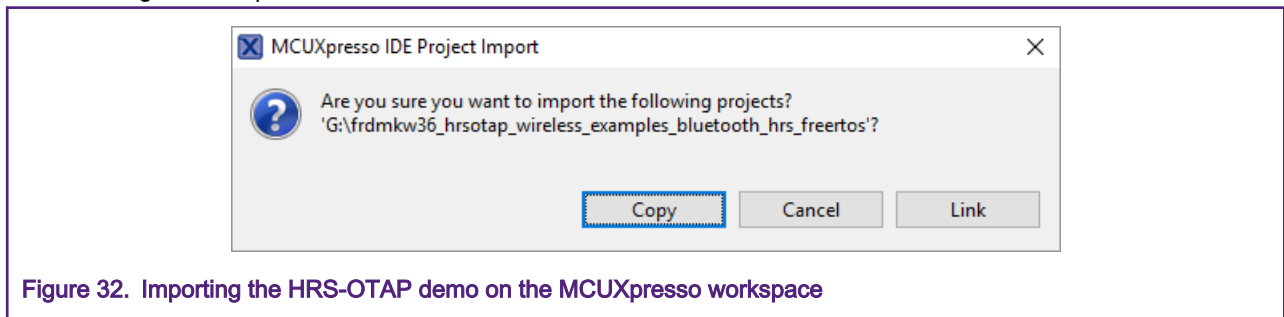 MCUXpresso IDE Project Import
Are you sure you want to import the following projects?
'G:\frdmkw36_hrsotap_wireless_examples_bluetooth_hrs_freertos'?
Copy Cancel Link
Figure 32. Importing the HRS-OTAP demo on the MCUXpresso workspace